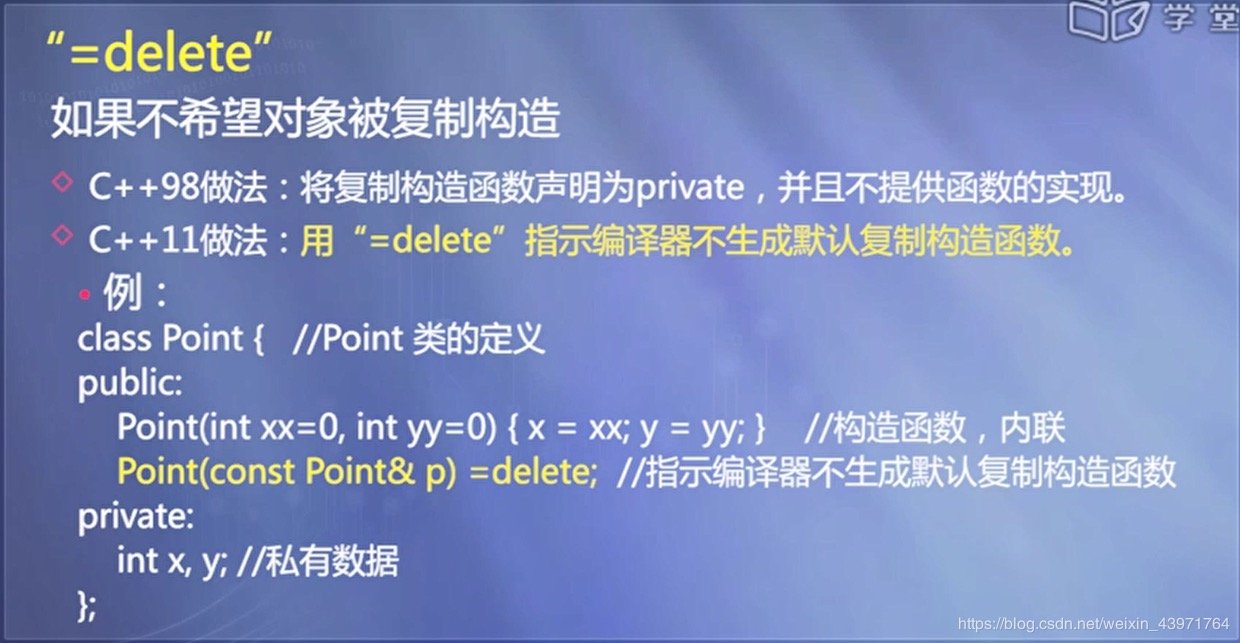 学堂
“=delete”
如果不希望对象被复制构造
C++98做法：将复制构造函数声明为private，并且不提供函数的实现。
C++11做法：用“=delete”指示编译器不生成默认复制构造函数。
例：
class Point {   //Point 类的定义
public:
Point(int xx=0, int yy=0) { x = xx; y = yy; }    //构造函数，内联
Point(const Point& p) =delete;  //指示编译器不生成默认复制构造函数
private:
int x, y; //私有数据
};
https://blog.csdn.net/weixin_43971764